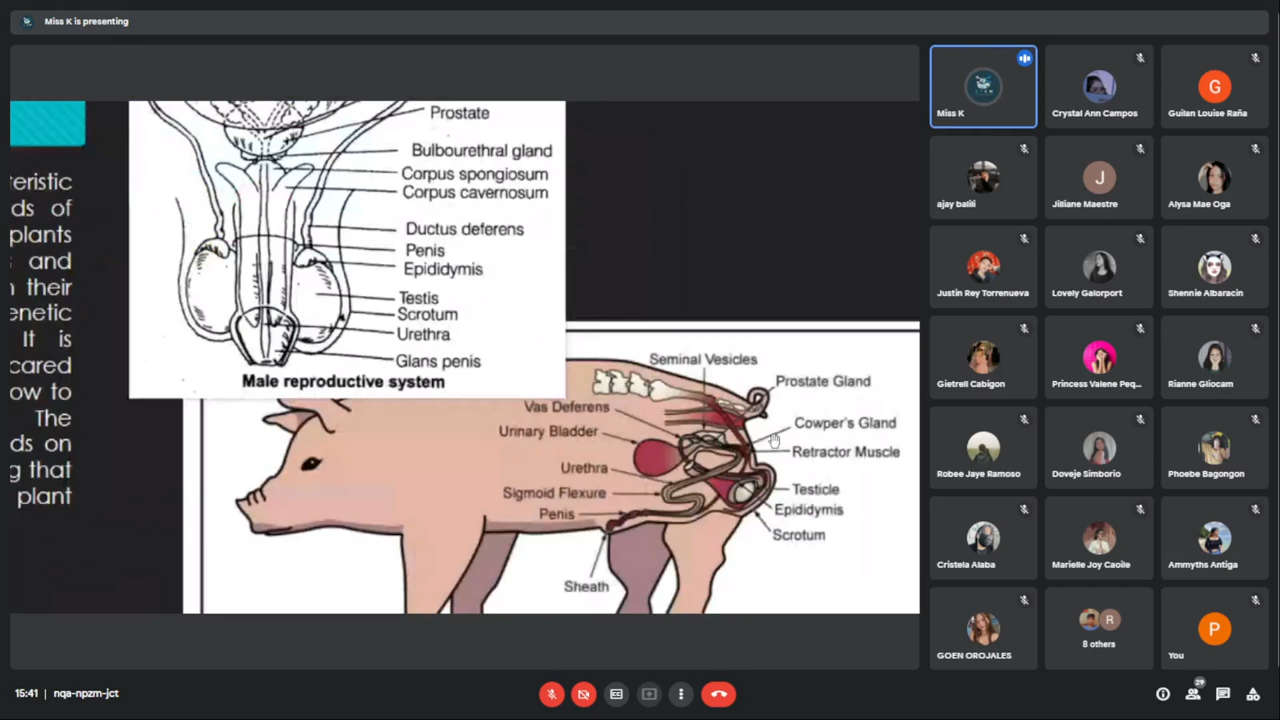 Miss K is presenting
teristic
ds of
plants
and
their
enetic
It is
cared
ow to
The
ds on
g that
plant
Prostate
Bulbourethral gland
Corpus spongiosum
Corpus cavernosum
Ductus deferens
Penis
Epididymis
Testis
Scrotum
Urethra
Glans penis
Male reproductive system
Seminal Vesicles
Prostate Gland
Vas Deferens
Cowper's Gland
Urinary Bladder
Retractor Muscle
Urethra
Testicle
Sigmoid Flexure
Epididymis
Penis
Scrotum
Sheath
Miss K
Crystal Ann Campos
G
Guilan Louise Raña
ajay balili
J
Jilliane Maestre
Alysa Mae Oga
Justin Rey Torrenueva
Lovely Galorport
Shennie Albaracin
Gietrell Cabigon
Princess Valene Peq...
Rianne Gliocam
Robee Jaye Ramoso
Doveje Simborio
Phoebe Bagongon
Cristela Alaba
Marielle Joy Caoile
Ammyths Antiga
GOEN OROJALES
R
8 others
P
You
15:41 | nqa-npzm-jct
29